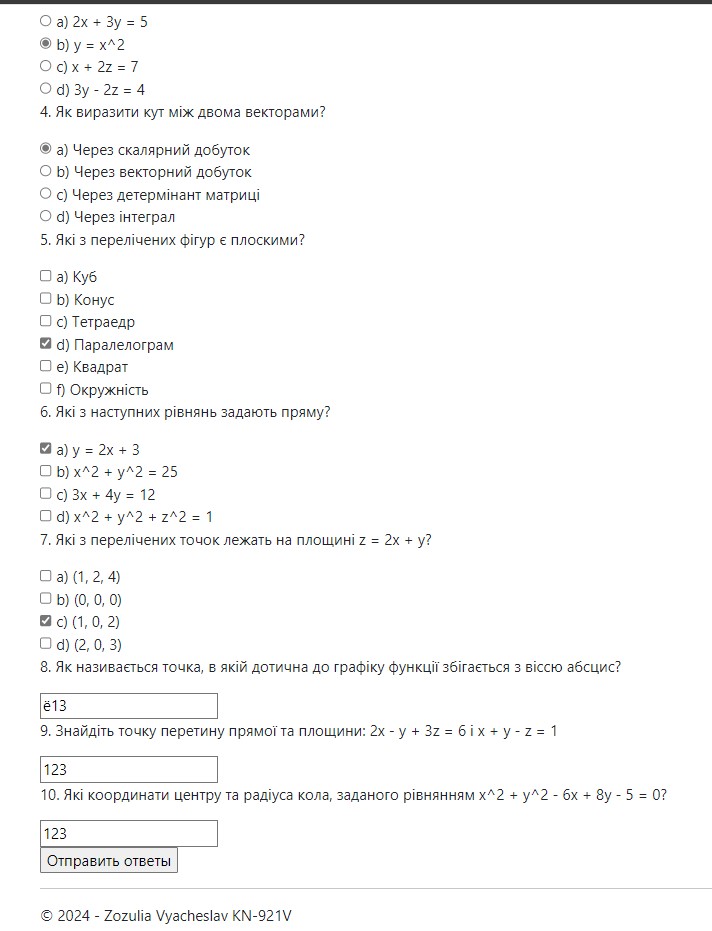 a) 2x + 3y = 5
b) y = x^2
c) x + 2z = 7
d) 3y - 2z = 4
4. Як виразити кут між двома векторами?
a) Через скалярний добуток
b) Через векторний добуток
c) Через детермінант матриці
d) Через інтеграл
5. Які з перелічених фігур є плоскими?
a) Куб
b) Конус
c) Тетраедр
d) Паралелограм
e) Квадрат
f) Окружність
6. Які з наступних рівнянь задають пряму?
a) y = 2x + 3
b) x^2 + y^2 = 25
c) 3x + 4y = 12
d) x^2 + y^2 + z^2 = 1
7. Які з перелічених точок лежать на площині z = 2x + y?
a) (1, 2, 4)
b) (0, 0, 0)
c) (1, 0, 2)
d) (2, 0, 3)
8. Як називається точка, в якій дотична до графіку функції збігається з віссю абсцис?
ё13
9. Знайдіть точку перетину прямої та площини: 2x - y + 3z = 6 і x + y - z = 1
123
10. Які координати центру та радіуса кола, заданого рівнянням x^2 + y^2 - 6x + 8y - 5 = 0?
123
Отправить ответы
© 2024 - Zozulia Vyacheslav KN-921V